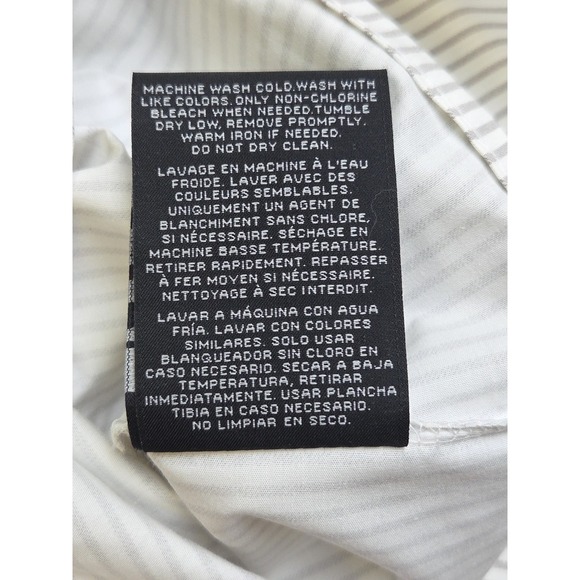 MACHINE WASH COLD.WASH WITH
LIKE COLORS.ONLY NON-CHLORINE
BLEACH WHEN NEEDED.TUMBLE
DRY LOW, REMOVE PROMPTLY.
WARM IRON IF NEEDED.
DO NOT DRY CLEAN.
LAVAGE EN MACHINE À L'EAU
FROIDE. LAVER AVEC DES
COULEURS SEMBLABLES.
UNIQUEMENT UN AGENT DE
BLANCHIMENT SANS CHLORE,
SI NÉCESSAIRE. SÉCHAGE EN
MACHINE BASSE TEMPÉRATURE.
RETIRER RAPIDEMENT. REPASSER
À FER MOYEN SI NÉCESSAIRE.
NETTOYAGE À SEC INTERDIT.
LAVAR A MÁQUINA CON AGUA
FRÍA. LAVAR CON COLORES
SIMILARES. SOLO USAR
BLANQUEADOR SIN CLORO EN
CASO NECESARIO. SECAR A BAJA
TEMPERATURA, RETIRAR
INMEDIATAMENTE. USAR PLANCHA
TIBIA EN CASO NECESARIO.
NO LIMPIAR EN SECO.